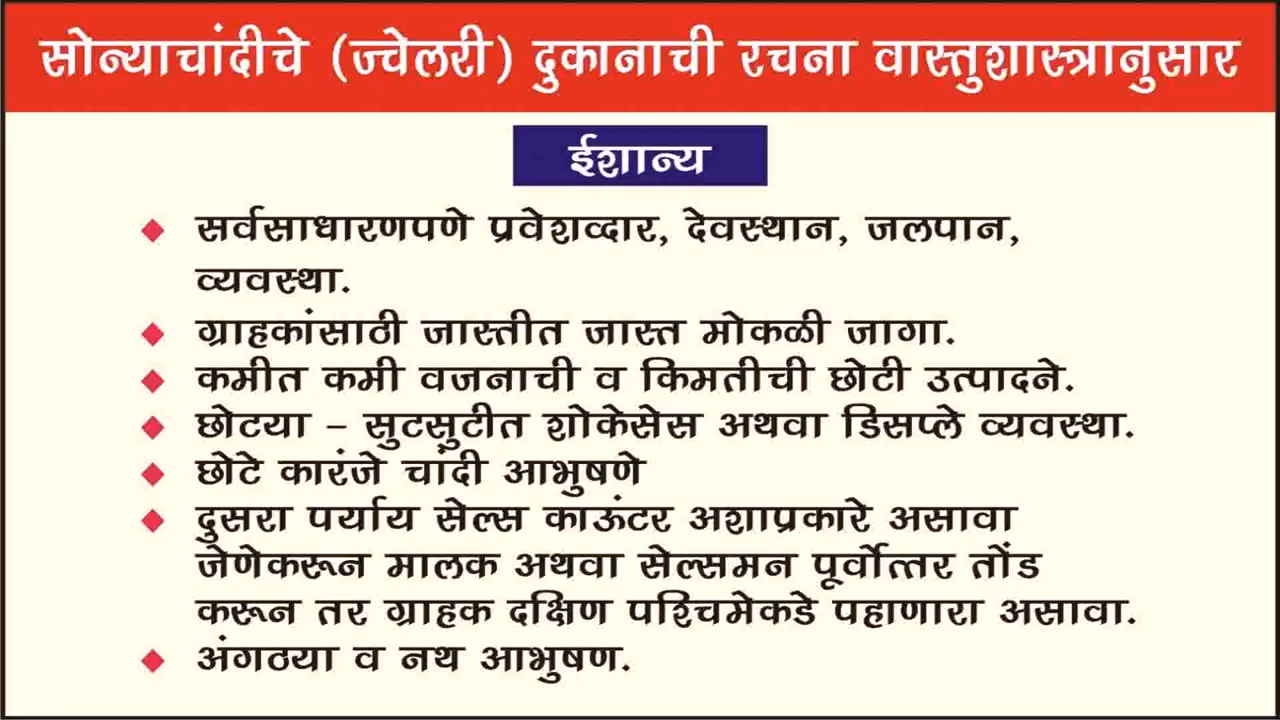 सोन्याचांदीचे (ज्वेलरी) दुकानाची रचना वास्तुशास्त्रानुसार
ईशान्य
◆ सर्वसाधारणपणे प्रवेशव्दार, देवस्थान, जलपान,
व्यवस्था.
◆ ग्राहकांसाठी जास्तीत जास्त मोकळी जागा.
◆ कमीत कमी वजनाची व किमतीची छोटी उत्पादने.
◆ छोटया – सुटसुटीत शोकेसेस अथवा डिसप्ले व्यवस्था.
◆ छोटे कारंजे चांदी आभुषणे
◆ दुसरा पर्याय सेल्स काऊंटर अशाप्रकारे असावा
जेणेकरून मालक अथवा सेल्समन पूर्वोत्तर तोंड
करून तर ग्राहक दक्षिण पश्चिमेकडे पहाणारा असावा.
◆ अंगठया व नथ आभुषण.